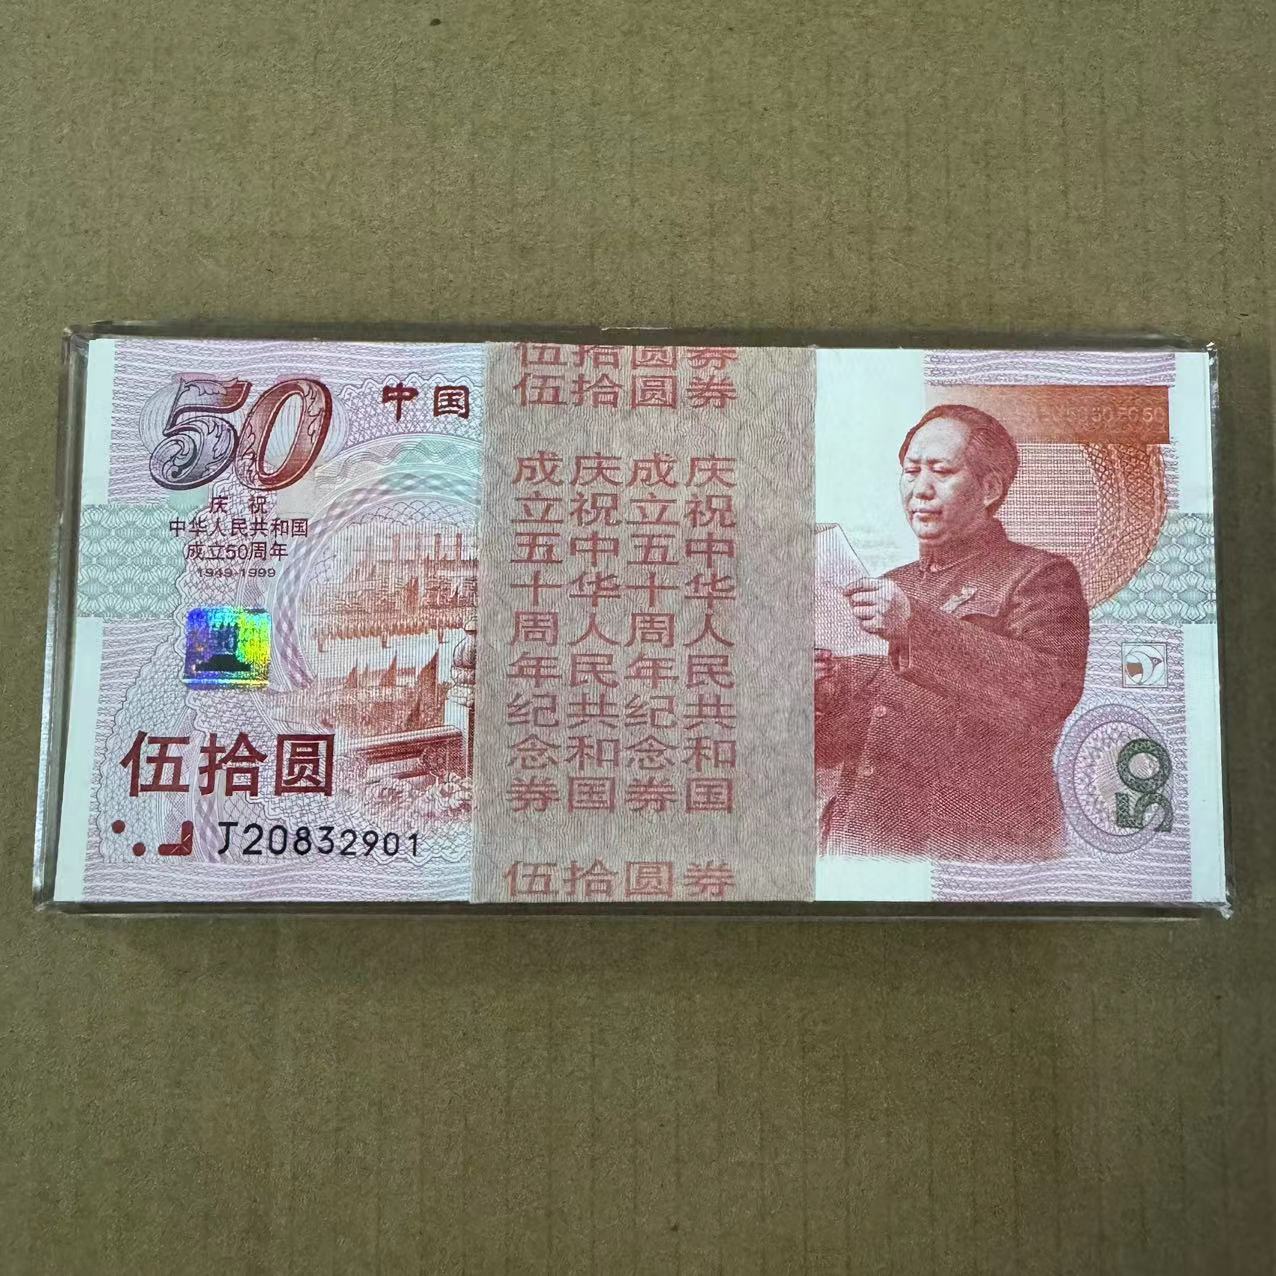 50
中国
庆祝
中华人民共和国
成立50周年
1949-1999
伍拾圆
J20832901
伍拾圆券
伍拾圆券
庆祝中华人民共和国
成立五十周年纪念券
庆祝中华人民共和国
成立五十周年纪念券
伍拾圆券
50